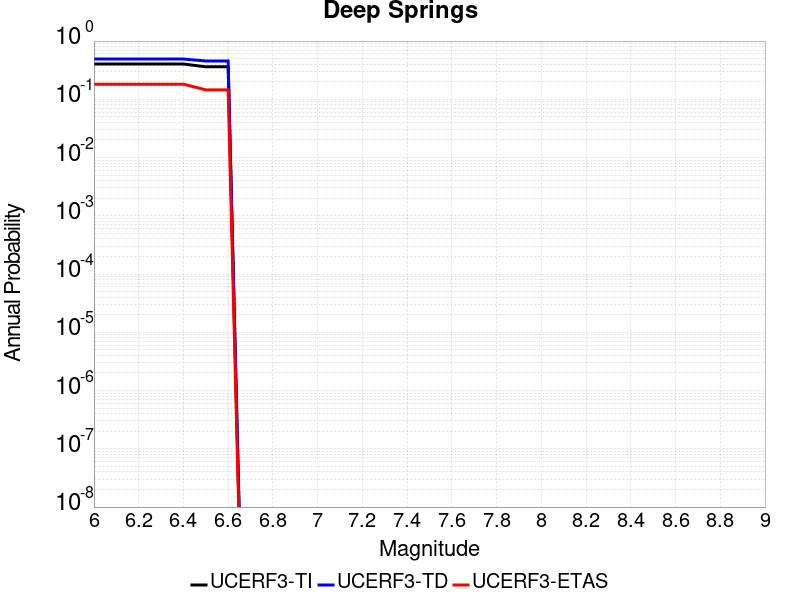 Deep Springs
10^0
10^-1
10^-2
10^-3
10^-4
10^-5
10^-6
10^-7
10^-8
Annual Probability
6 6.2 6.4 6.6 6.8 7 7.2 7.4 7.6 7.8 8 8.2 8.4 8.6 8.8 9
Magnitude
UCERF3-TI UCERF3-TD UCERF3-ETAS